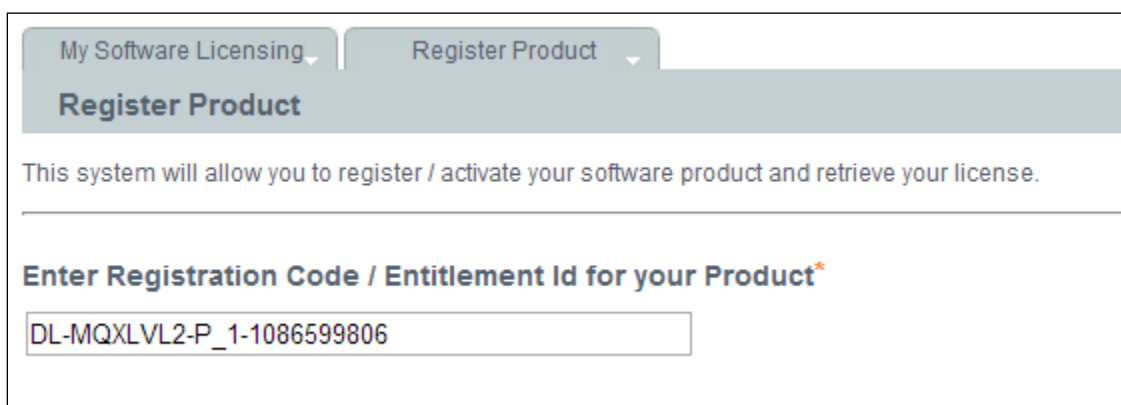 My Software Licensing
Register Product
Register Product
This system will allow you to register / activate your software product and retrieve your license.
Enter Registration Code / Entitlement Id for your Product*
DL-MQXLVL2-P_1-1086599806